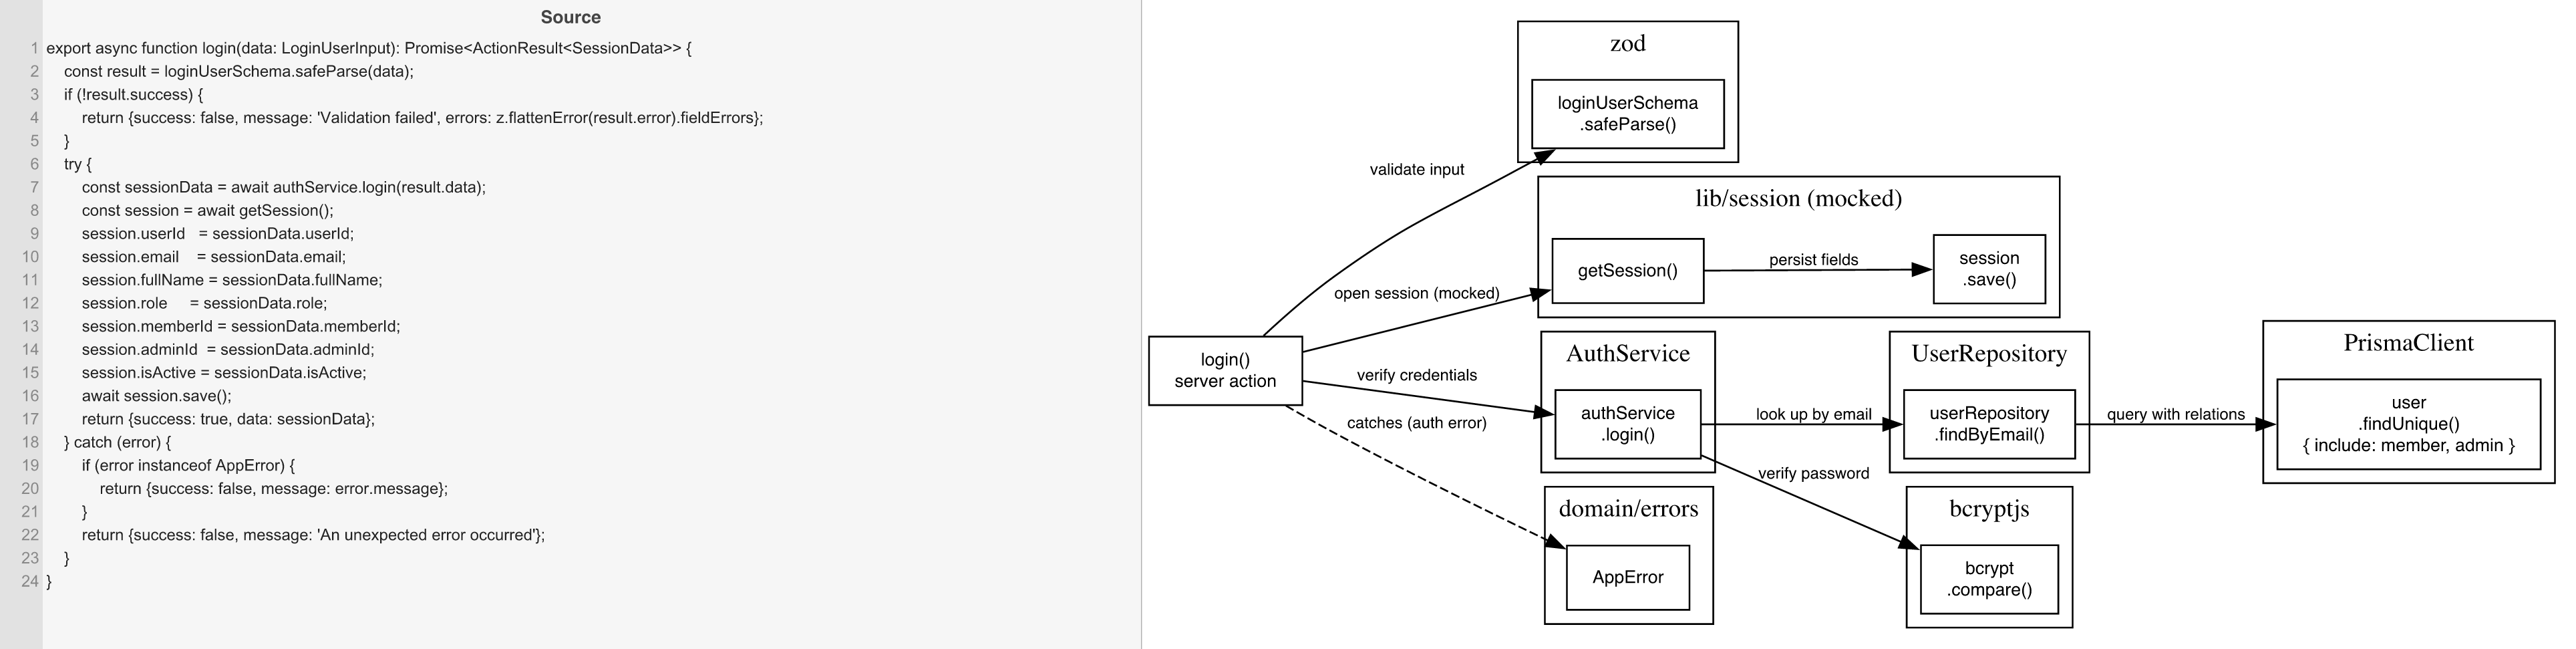 Source
1 export async function login(data: LoginUserInput): Promise<ActionResult<SessionData>> {
2 const result = loginUserSchema.safeParse(data);
3 if (!result.success) {
4 return {success: false, message: 'Validation failed', errors: z.flattenError(result.error).fieldErrors};
5 }
6 try {
7 const sessionData = await authService.login(result.data);
8 const session = await getSession();
9 session.userId = sessionData.userId;
10 session.email = sessionData.email;
11 session.fullName = sessionData.fullName;
12 session.role = sessionData.role;
13 session.memberId = sessionData.memberId;
14 session.adminId = sessionData.adminId;
15 session.isActive = sessionData.isActive;
16 await session.save();
17 return {success: true, data: sessionData};
18 } catch (error) {
19 if (error instanceof AppError) {
20 return {success: false, message: error.message};
21 }
22 return {success: false, message: 'An unexpected error occurred'};
23 }
24 }
zod
loginUserSchema
.safeParse()
validate input
lib/session (mocked)
getSession()
persist fields
session
.save()
open session (mocked)
login()
server action
verify credentials
catches (auth error)
AuthService
authService
.login()
look up by email
verify password
UserRepository
userRepository
.findByEmail()
query with relations
PrismaClient
user
.findUnique()
{ include: member, admin }
domain/errors
AppError
bcryptjs
bcrypt
.compare()